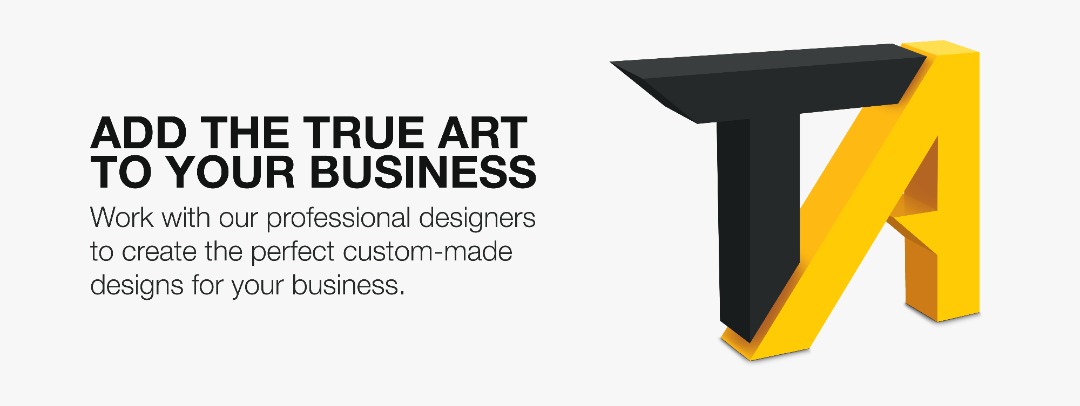 ADD THE TRUE ART
TO YOUR BUSINESS
Work with our professional designers
to create the perfect custom-made
designs for your business.
TA